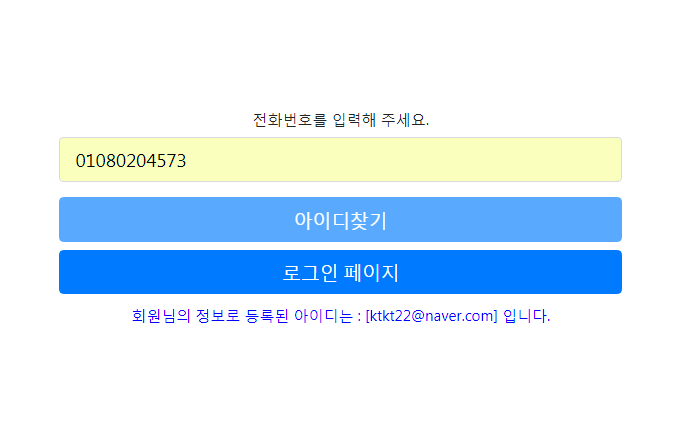 전화번호를 입력해 주세요.
01080204573
아이디찾기
로그인 페이지
회원님의 정보로 등록된 아이디는 : [ktkt22@naver.com] 입니다.